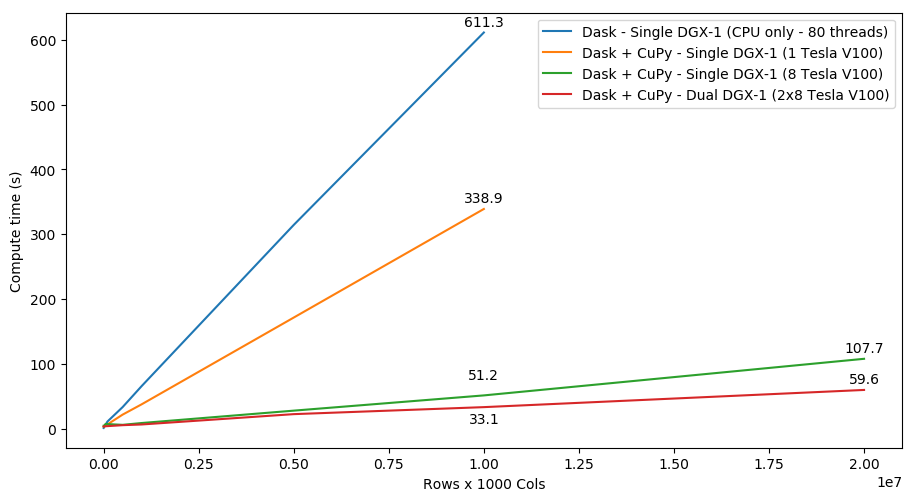 611.3
Dask - Single DGX-1 (CPU only - 80 threads)
Dask + CuPy - Single DGX-1 (1 Tesla V100)
Dask + CuPy - Single DGX-1 (8 Tesla V100)
Dask + CuPy - Dual DGX-1 (2x8 Tesla V100)
600
500
400
338.9
300
200
107.7
100
51.2
59.6
33.1
0
Compute time (s)
0.00 0.25 0.50 0.75 1.00 1.25 1.50 1.75 2.00
1e7
Rows x 1000 Cols